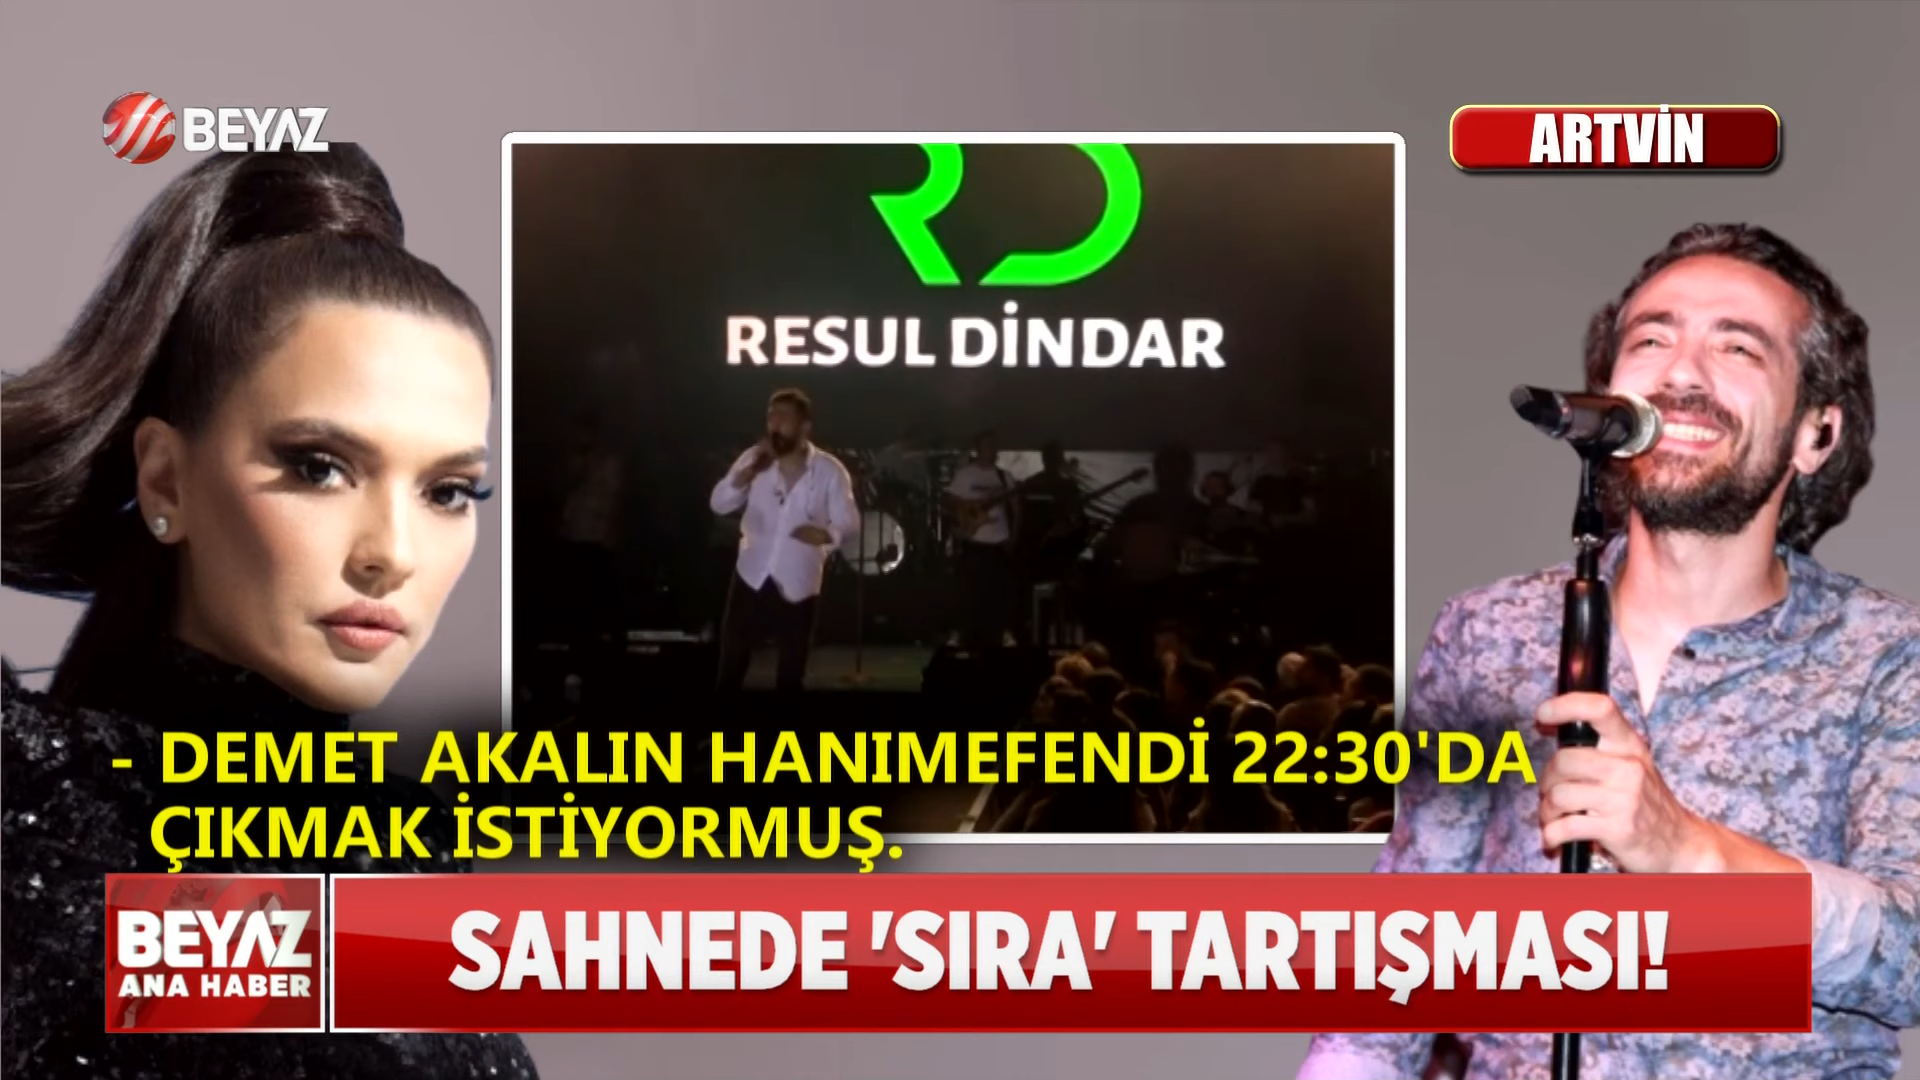 BEYAZ
ARTVİN
RD
RESUL DİNDAR
- DEMET AKALIN HANIMEFENDİ 22:30'DA
ÇIKMAK İSTİYORMUŞ.
BEYAZ
ANA HABER
SAHNEDE 'SIRA' TARTIŞMASI!